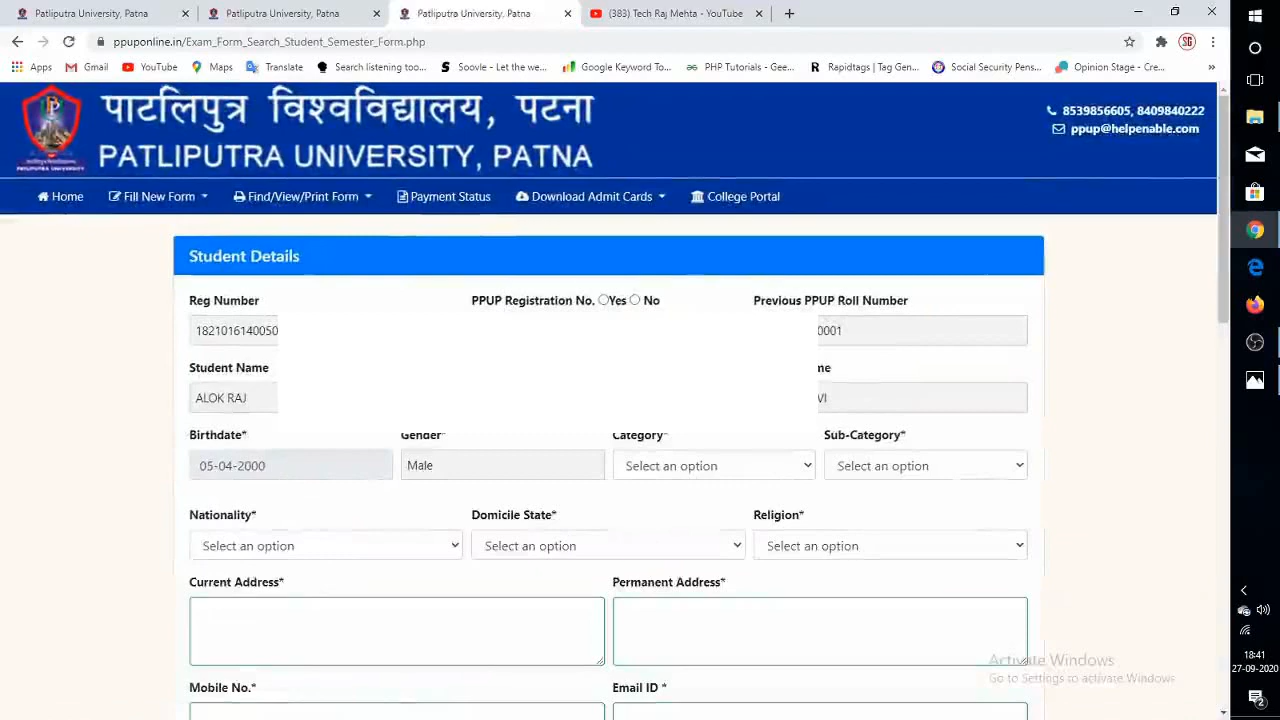 Patliputra University, Patna
Patliputra University, Patna
Patliputra University, Patna
(383) Tech Raj Mehta - YouTube
ppuponline.in/Exam_Form_Search_Student_Semester_Form.php
SG
Apps Gmail YouTube Maps Translate Search listening too... Soovle - Let the we... Google Keyword To... PHP Tutorials - Gee... Rapidtags | Tag Gen... Social Security Pens... Opinion Stage - Cre... »
पाटलिपुत्र विश्वविद्यालय, पटना
PATLIPUTRA UNIVERSITY, PATNA
8539856605, 8409840222
ppup@helpenable.com
Home Fill New Form Find/View/Print Form Payment Status Download Admit Cards College Portal
Student Details
Reg Number PPUP Registration No. Yes No Previous PPUP Roll Number
1821016140050 0001
Student Name me
ALOK RAJ VI
Birthdate* Gender* Category* Sub-Category*
05-04-2000 Male Select an option Select an option
Nationality* Domicile State* Religion*
Select an option Select an option Select an option
Current Address* Permanent Address*
Mobile No.* Email ID *
Activate Windows
Go to Settings to activate Windows.
18:41
27-09-2020
2